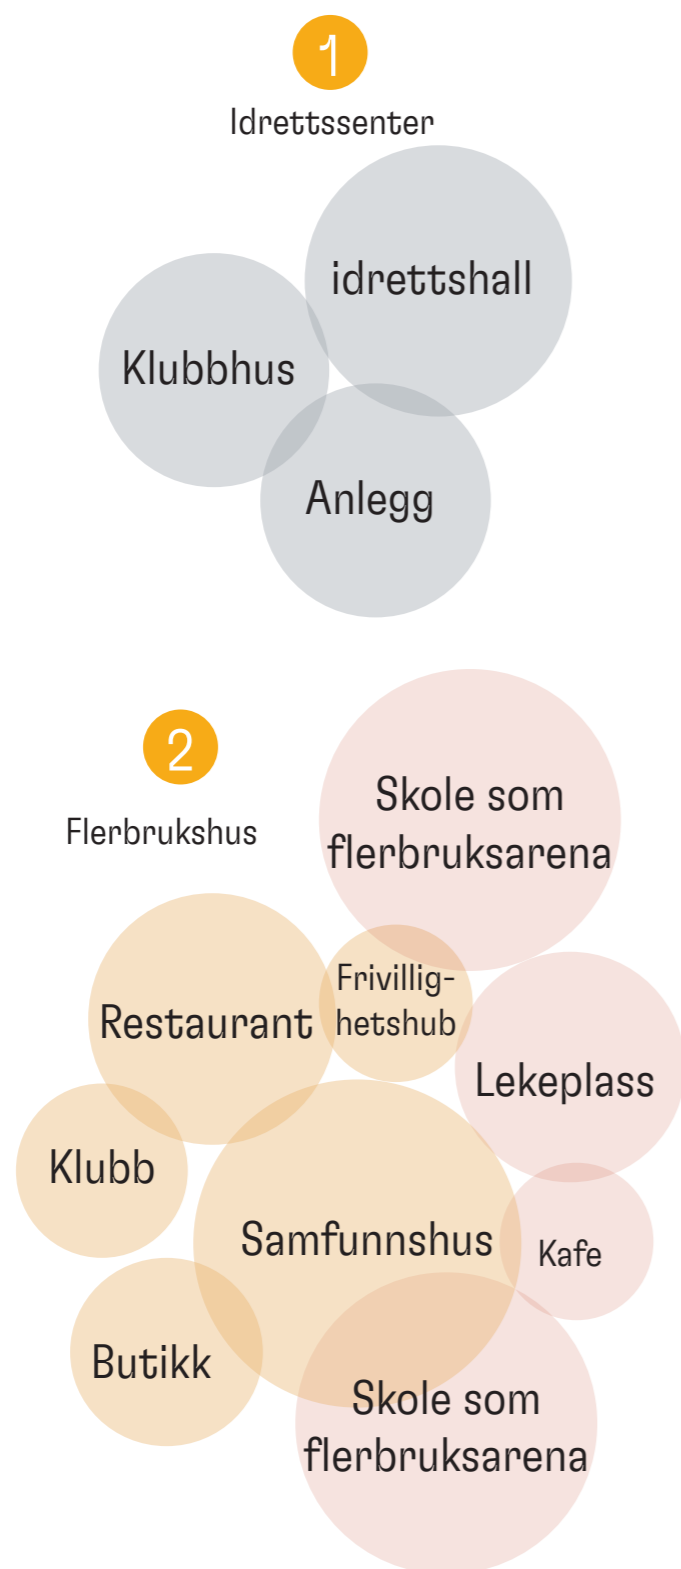 1
Idrettssenter
idrettshall
Klubbhus
Anlegg
2
Flerbrukshus
Skole som
flerbruksarena
Frivillig-
hetshub
Restaurant
Lekeplass
Klubb
Samfunnshus
Kafe
Butikk
Skole som
flerbruksarena